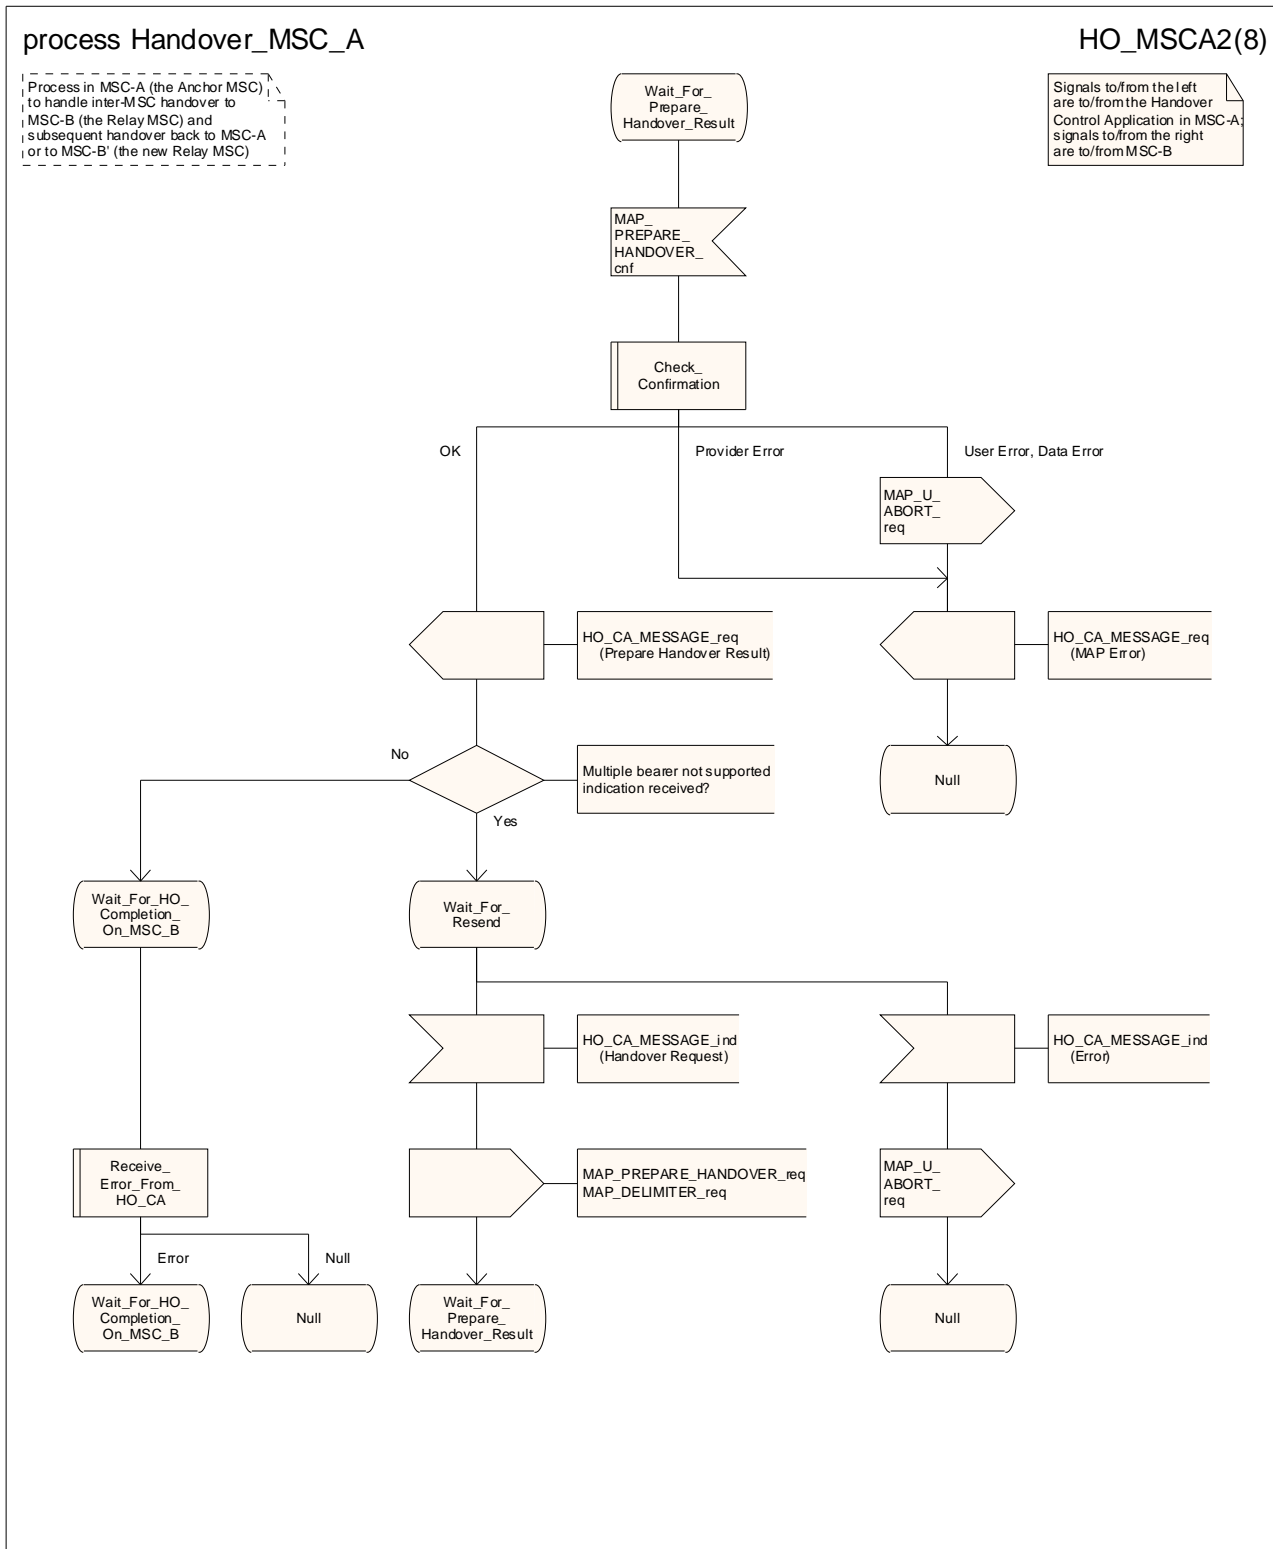 process Handover_MSC_A
HO_MSCA2(8)
Process in MSC-A (the Anchor MSC)
to handle inter-MSC handover to
MSC-B (the Relay MSC) and
subsequent handover back to MSC-A
or to MSC-B' (the new Relay MSC)
Wait_For_
Prepare_
Handover_Result
Signals to/from the left
are to/from the Handover
Control Application in MSC-A;
signals to/from the right
are to/from MSC-B
MAP_
PREPARE_
HANDOVER_
cnf
Check_
Confirmation
OK
Provider Error
User Error, Data Error
MAP_U_
ABORT_
req
HO_CA_MESSAGE_req
(Prepare Handover Result)
HO_CA_MESSAGE_req
(MAP Error)
No
Multiple bearer not supported
indication received?
Null
Yes
Wait_For_HO_
Completion_
On_MSC_B
Wait_For_
Resend
HO_CA_MESSAGE_ind
(Handover Request)
HO_CA_MESSAGE_ind
(Error)
Receive_
Error_From_
HO_CA
MAP_PREPARE_HANDOVER_req
MAP_DELIMITER_req
MAP_U_
ABORT_
req
Error
Null
Wait_For_HO_
Completion_
On_MSC_B
Null
Wait_For_
Prepare_
Handover_Result
Null